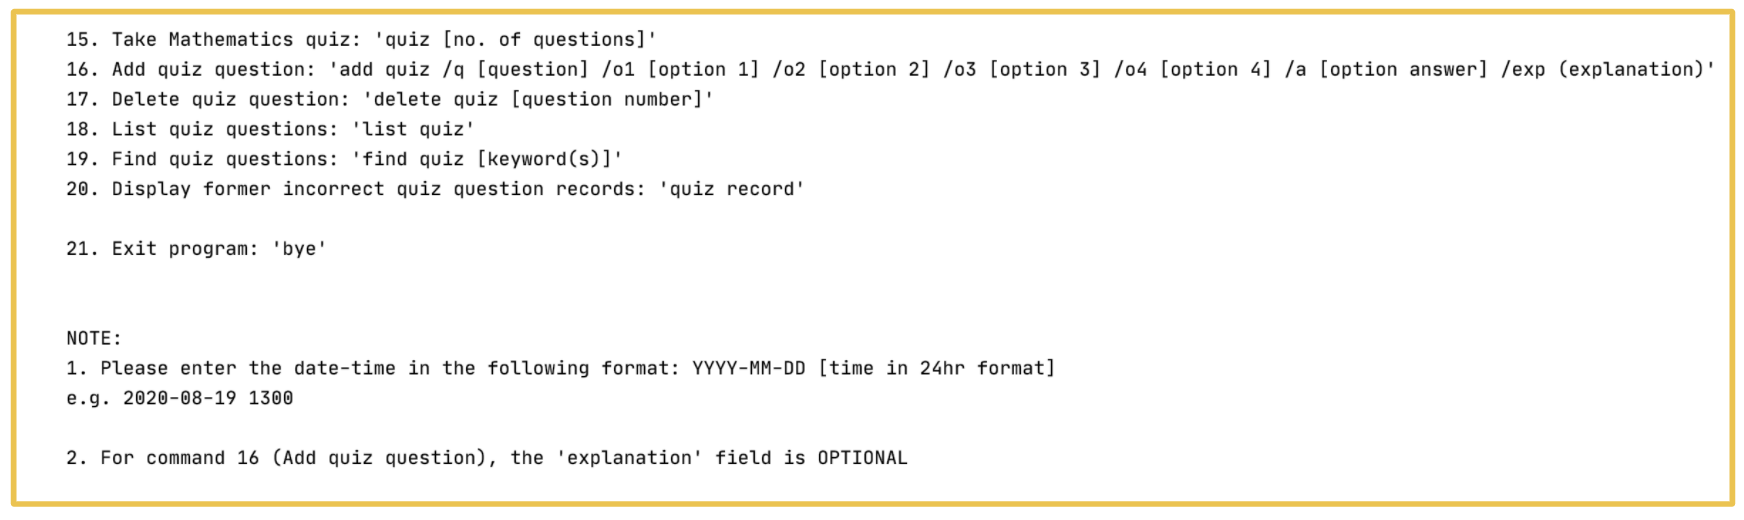 15. Take Mathematics quiz: 'quiz [no. of questions]'
16. Add quiz question: 'add quiz /q [question] /o1 [option 1] /o2 [option 2] /o3 [option 3] /o4 [option 4] /a [option answer] /exp (explanation)'
17. Delete quiz question: 'delete quiz [question number]'
18. List quiz questions: 'list quiz'
19. Find quiz questions: 'find quiz [keyword(s)]'
20. Display former incorrect quiz question records: 'quiz record'
21. Exit program: 'bye'
NOTE:
1. Please enter the date-time in the following format: YYYY-MM-DD [time in 24hr format]
e.g. 2020-08-19 1300
2. For command 16 (Add quiz question), the 'explanation' field is OPTIONAL